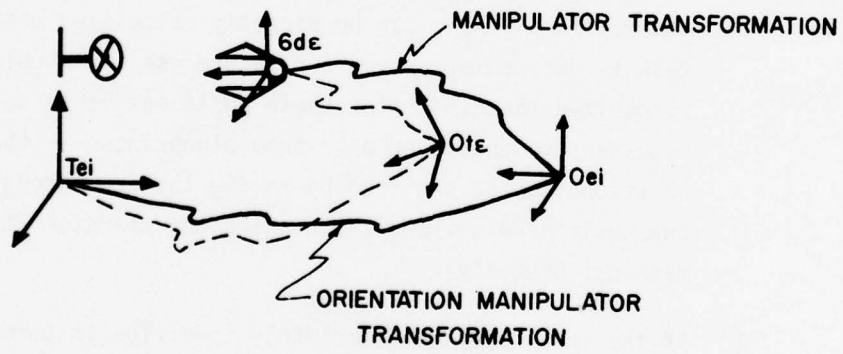 MANIPULATOR TRANSFORMATION
6dε
Otε
Tei
Oei
ORIENTATION MANIPULATOR
TRANSFORMATION